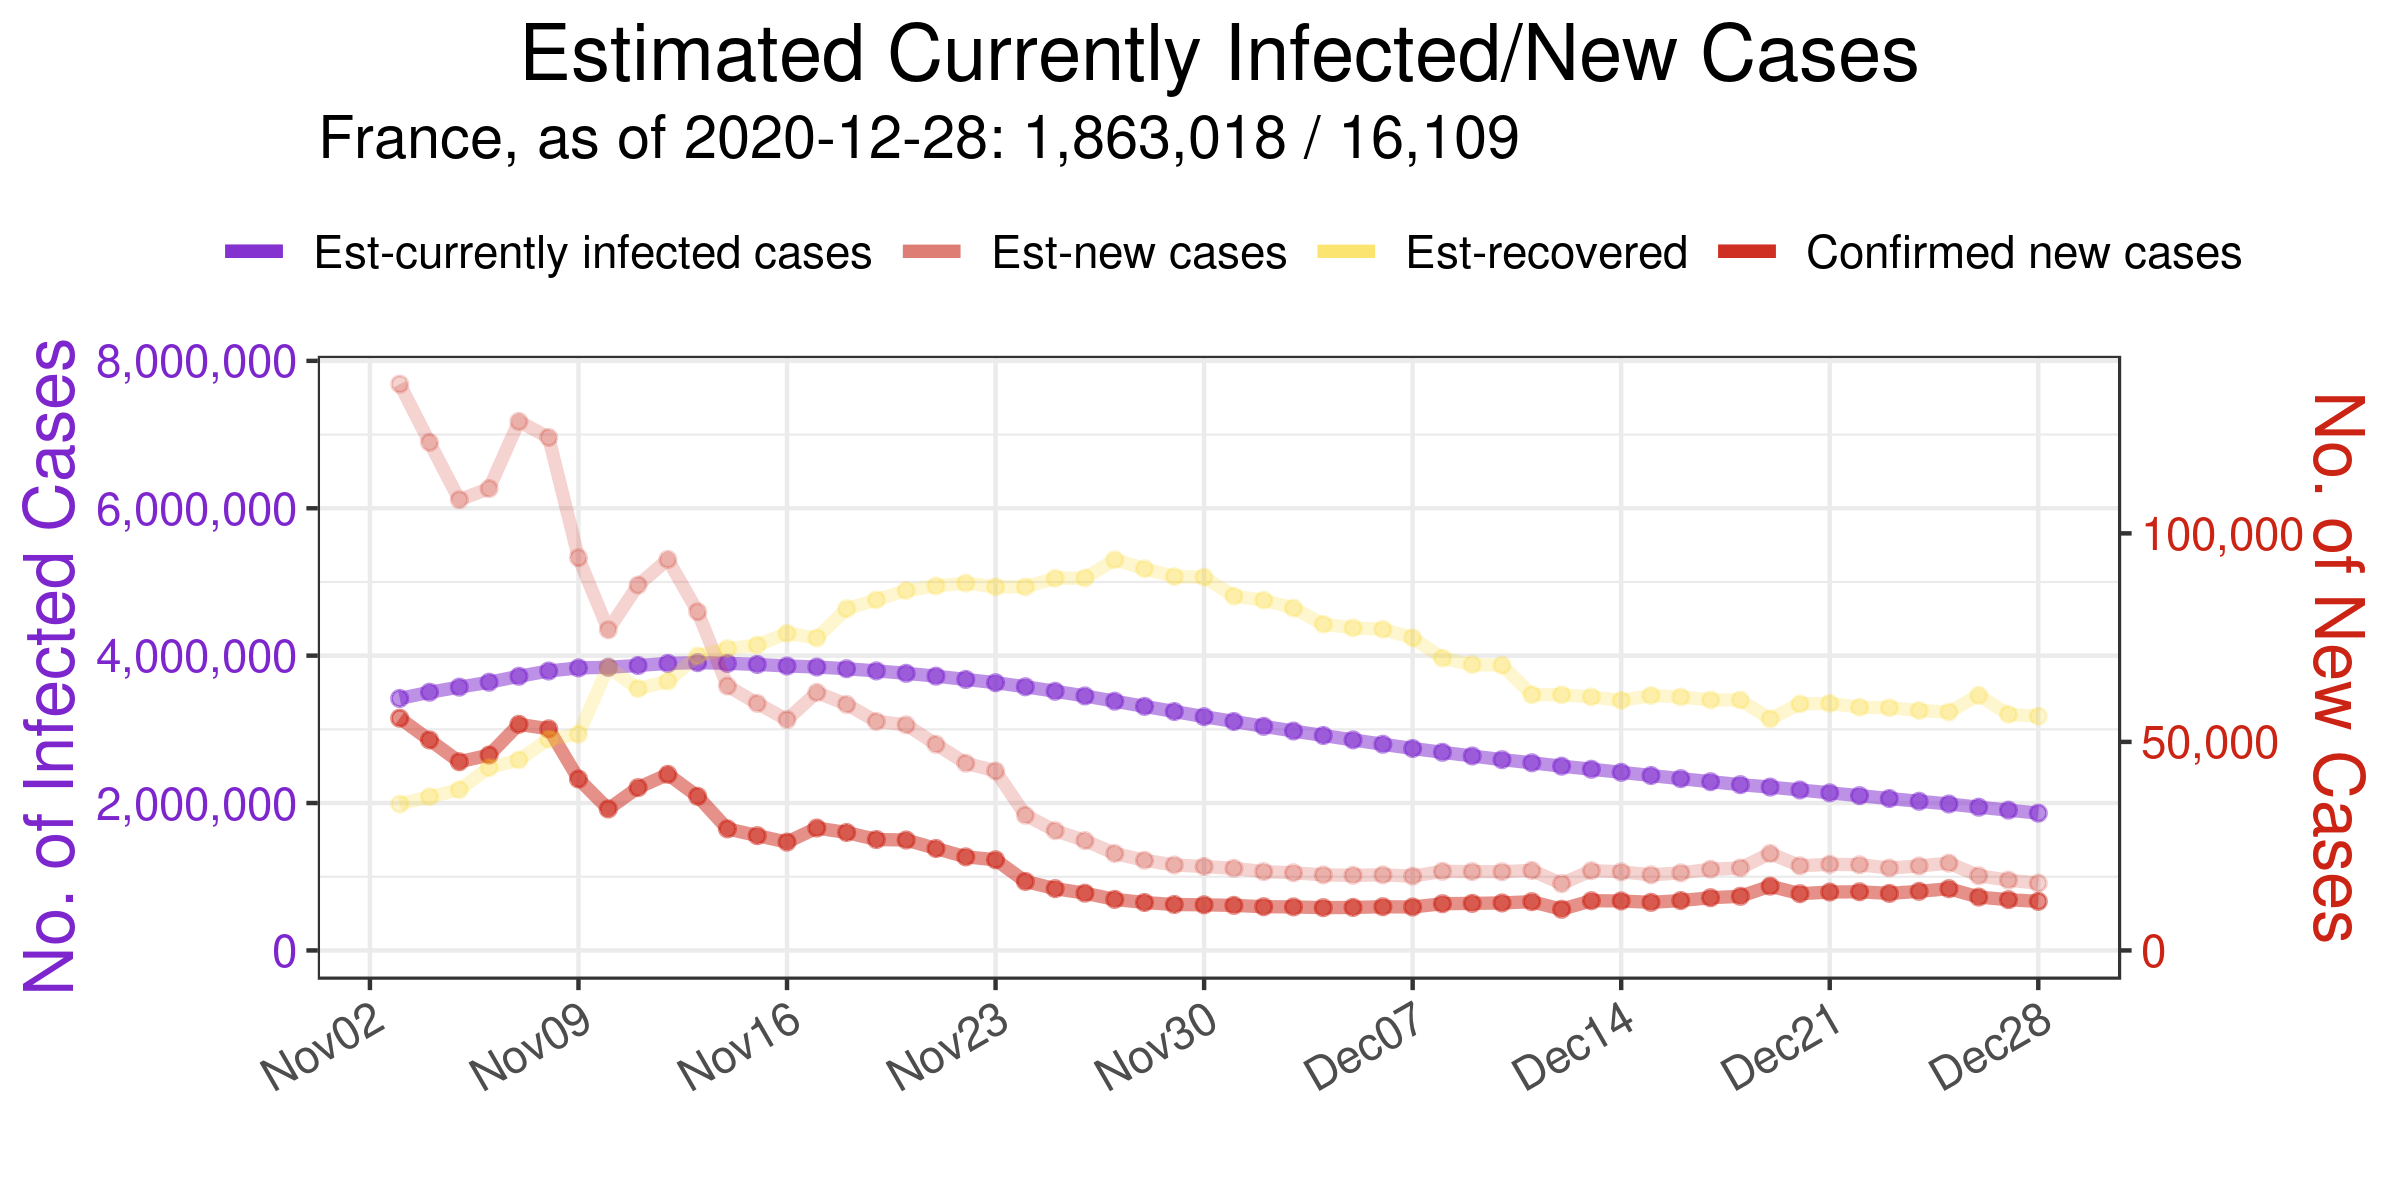 Estimated Currently Infected/New Cases
France, as of 2020-12-28: 1,863,018 / 16,109
Est-currently infected cases Est-new cases Est-recovered Confirmed new cases
No. of Infected Cases
8,000,000
6,000,000
4,000,000
2,000,000
0
100,000
50,000
0
No. of New Cases
Nov02 Nov09 Nov16 Nov23 Nov30 Dec07 Dec14 Dec21 Dec28